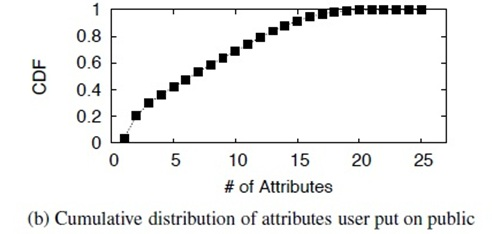 1
0.8
0.6
0.4
0.2
0
CDF
0 5 10 15 20 25
# of Attributes
(b) Cumulative distribution of attributes user put on public